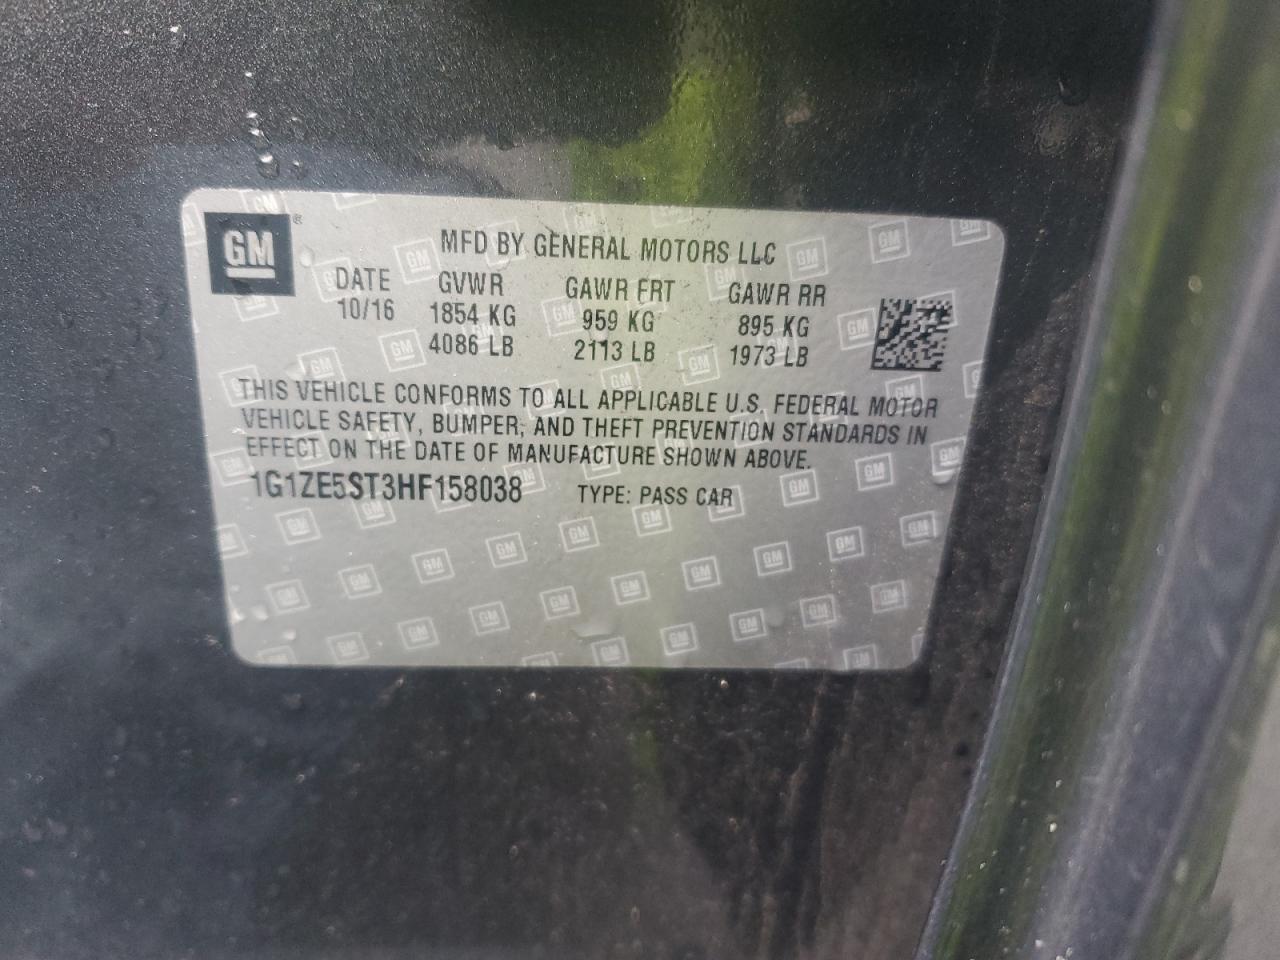 GM ®
MFD BY GENERAL MOTORS LLC
DATE GVWR GAWR FRT GAWR RR
10/16 1854 KG 959 KG 895 KG
4086 LB 2113 LB 1973 LB
THIS VEHICLE CONFORMS TO ALL APPLICABLE U.S. FEDERAL MOTOR
VEHICLE SAFETY, BUMPER, AND THEFT PREVENTION STANDARDS IN
EFFECT ON THE DATE OF MANUFACTURE SHOWN ABOVE.
1G1ZE5ST3HF158038 TYPE: PASS CAR